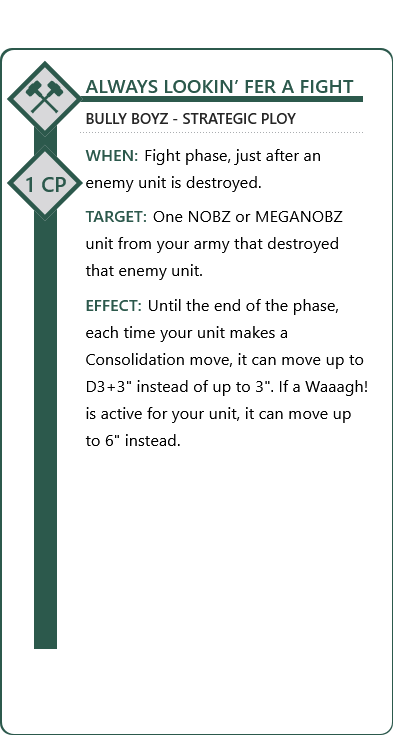 ALWAYS LOOKIN’ FER A FIGHT
BULLY BOYZ - STRATEGIC PLOY
1 CP
WHEN: Fight phase, just after an
enemy unit is destroyed.
TARGET: One NOBZ or MEGANOBZ
unit from your army that destroyed
that enemy unit.
EFFECT: Until the end of the phase,
each time your unit makes a
Consolidation move, it can move up to
D3+3" instead of up to 3". If a Waaagh!
is active for your unit, it can move up
to 6" instead.